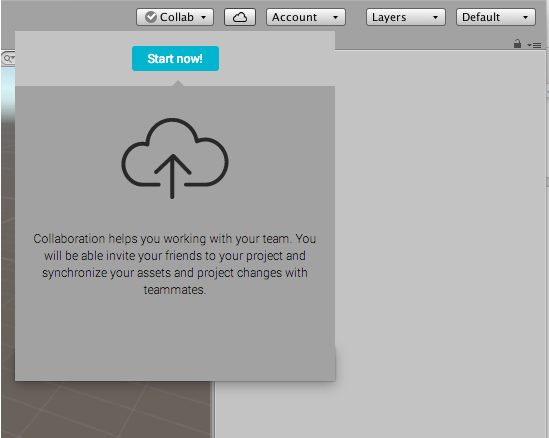 Collab Account Layers Default
Start now!
Collaboration helps you working with your team. You
will be able invite your friends to your project and
synchronize your assets and project changes with
teammates.